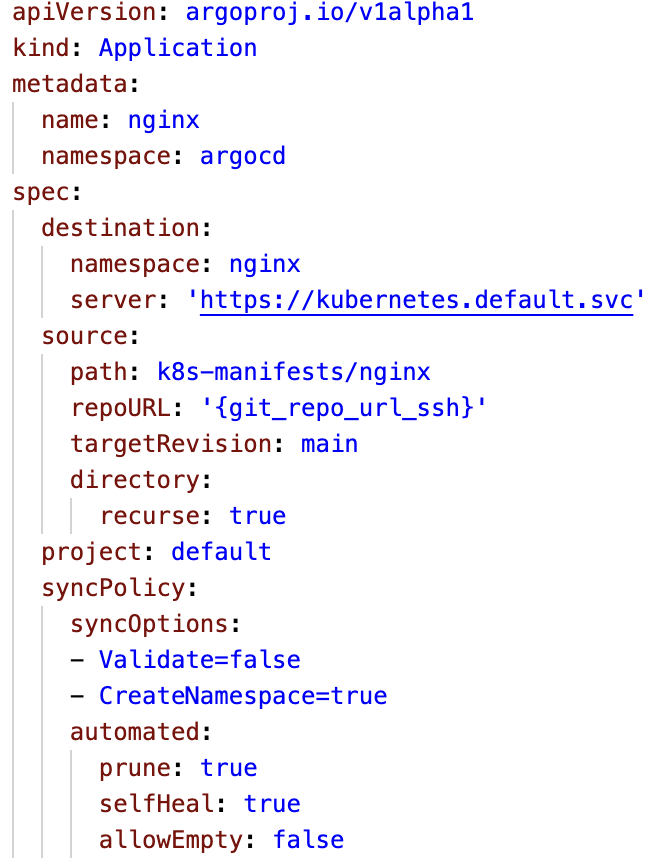 apiVersion: argoproj.io/v1alpha1
kind: Application
metadata:
  name: nginx
  namespace: argocd
spec:
  destination:
    namespace: nginx
    server: 'https://kubernetes.default.svc'
  source:
    path: k8s-manifests/nginx
    repoURL: '{git_repo_url_ssh}'
    targetRevision: main
    directory:
      recurse: true
  project: default
  syncPolicy:
    syncOptions:
    - Validate=false
    - CreateNamespace=true
    automated:
      prune: true
      selfHeal: true
      allowEmpty: false